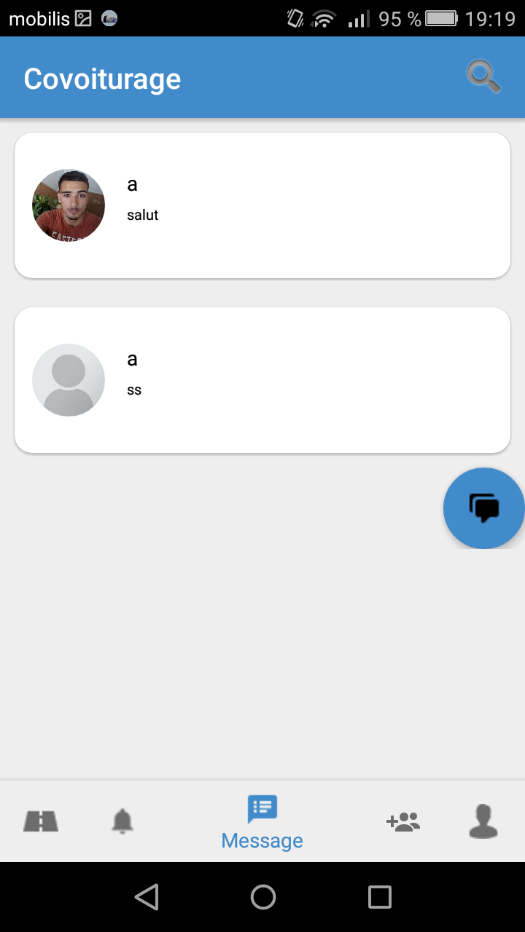 mobilis 95 % 19:19
Covoiturage
a
salut
a
ss
Message